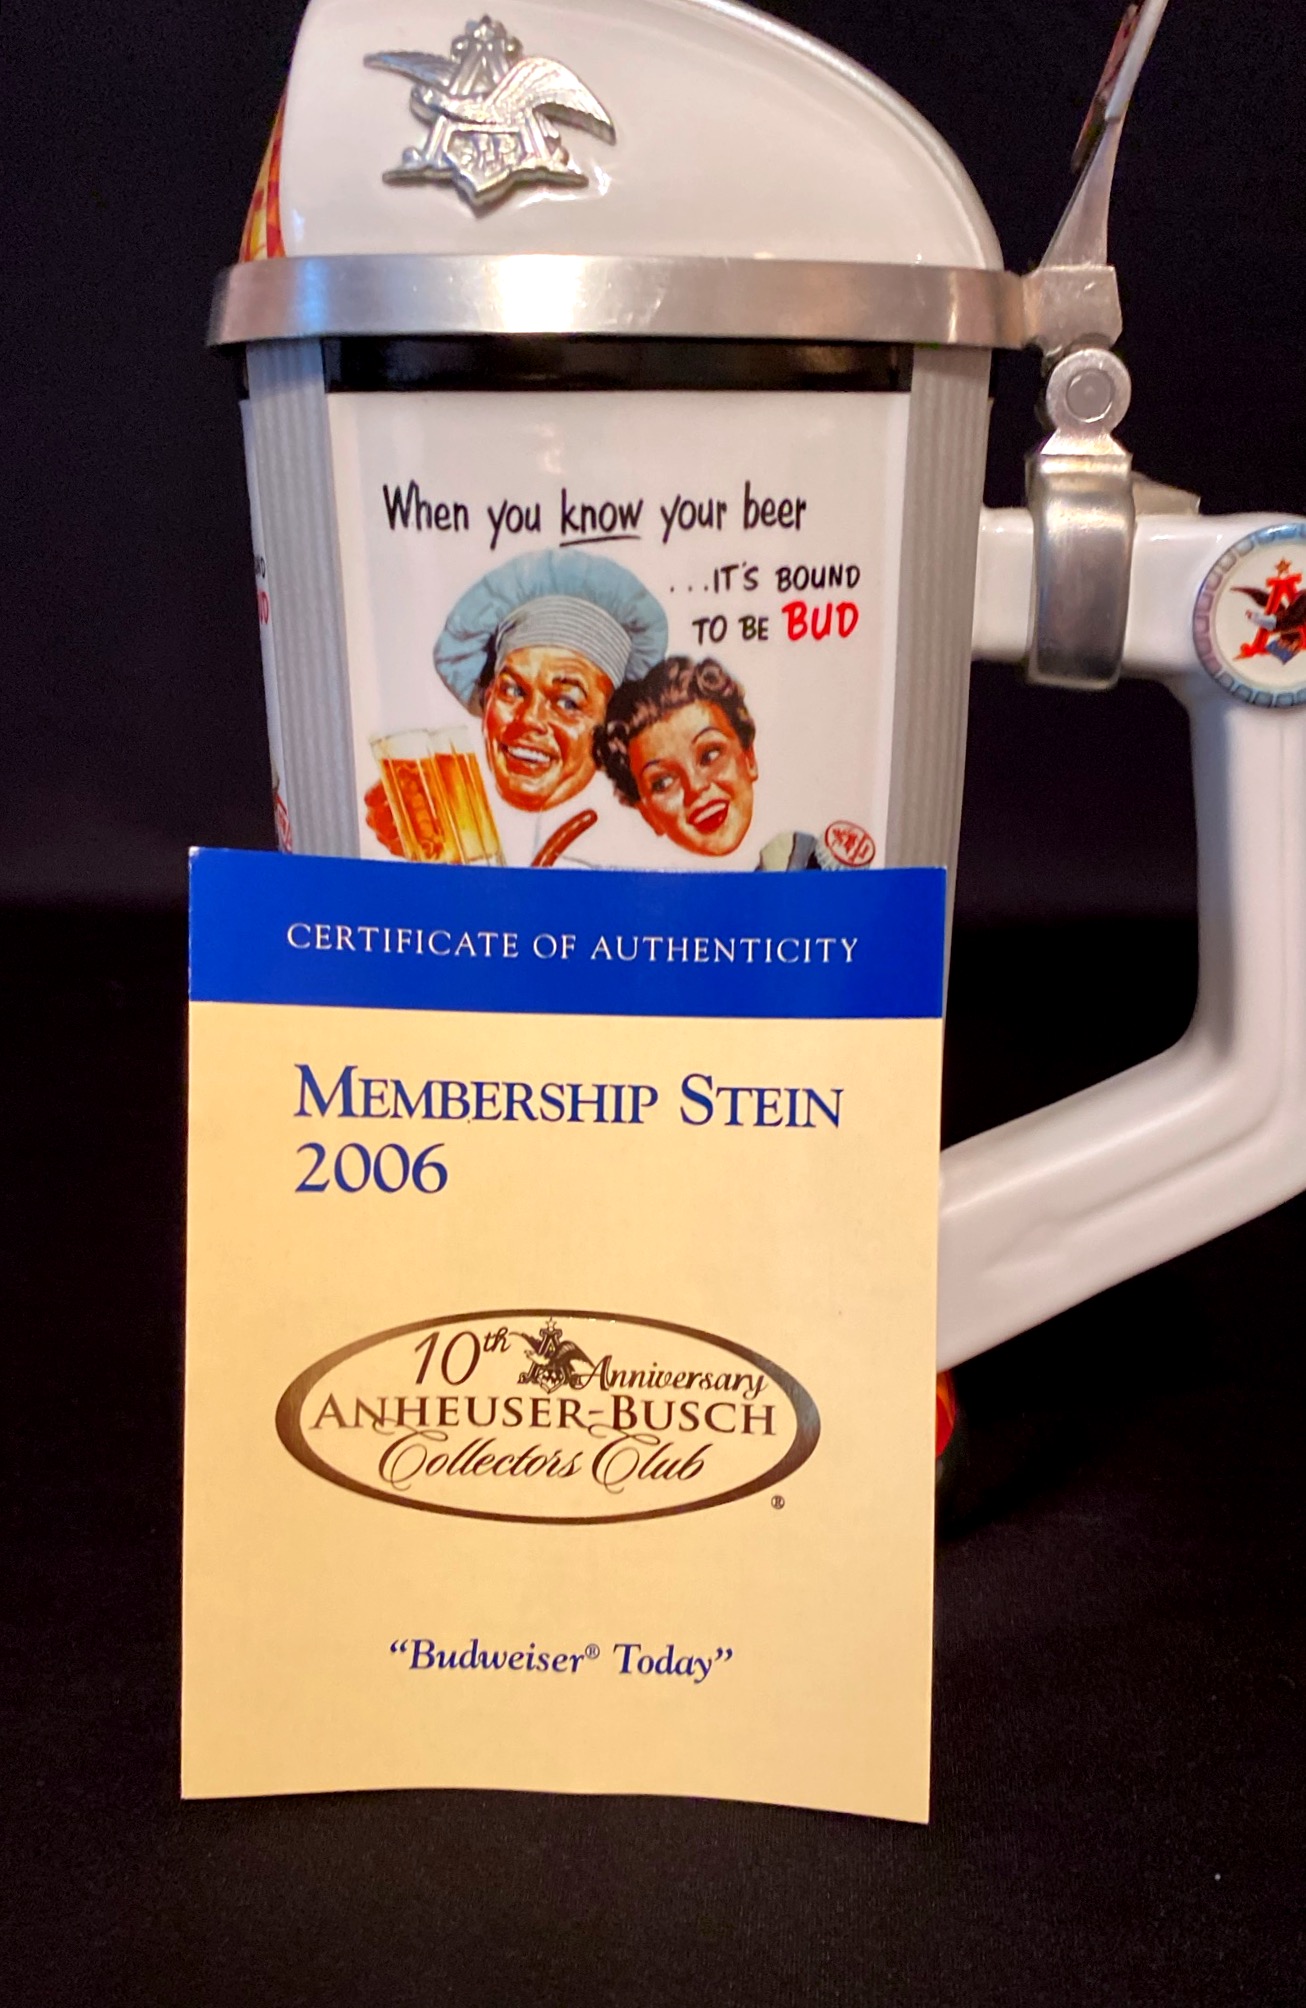 When you know your beer
...IT'S BOUND
TO BE BUD
CERTIFICATE OF AUTHENTICITY
MEMBERSHIP STEIN
2006
10th Anniversary
ANHEUSER-BUSCH
Collectors Club
®
"Budweiser® Today"